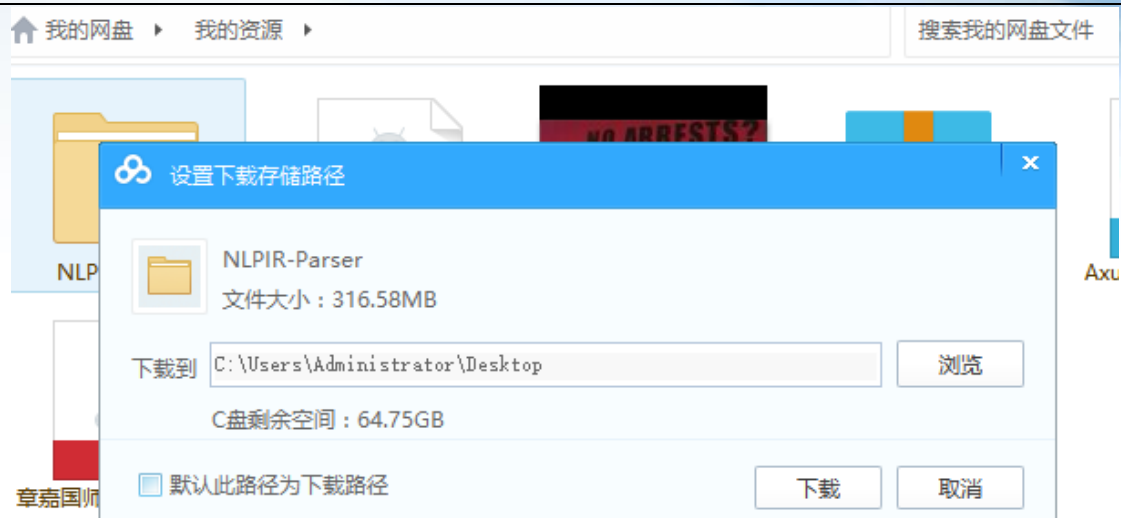 我的网盘 我的资源 搜索我的网盘文件
NO ARRESTS?
设置下载存储路径
NLPIR-Parser
NLP
Axu
文件大小：316.58MB
下载到 C:\Users\Administrator\Desktop 浏览
C盘剩余空间：64.75GB
默认此路径为下载路径 下载 取消
章嘉国师